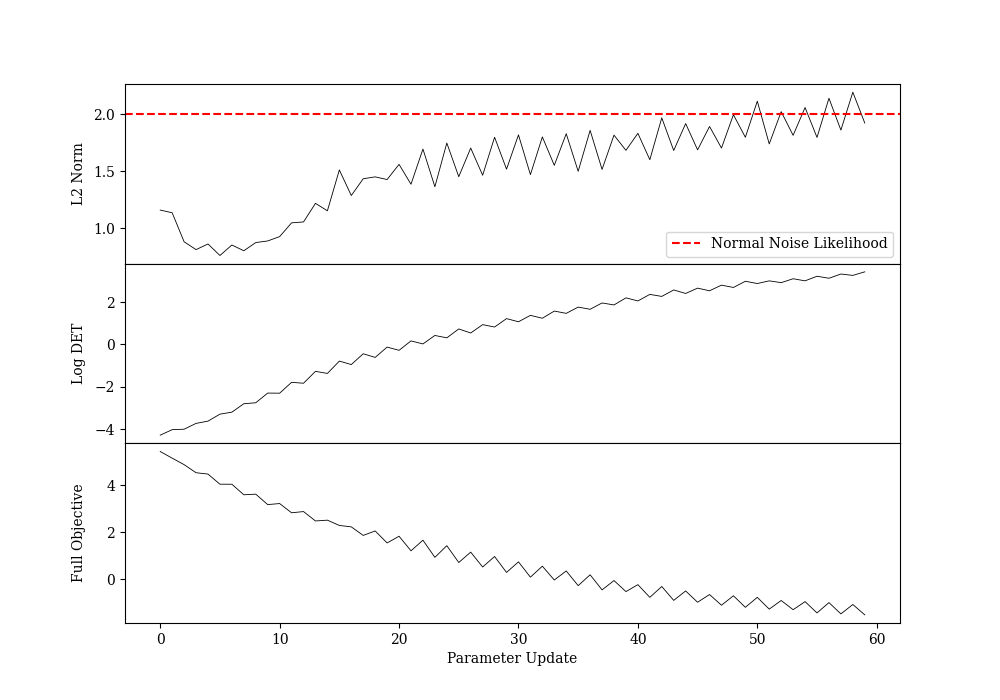 L2 Norm
2.0
1.5
1.0
Normal Noise Likelihood
Log DET
2
0
−2
−4
Full Objective
4
2
0
0 10 20 30 40 50 60
Parameter Update